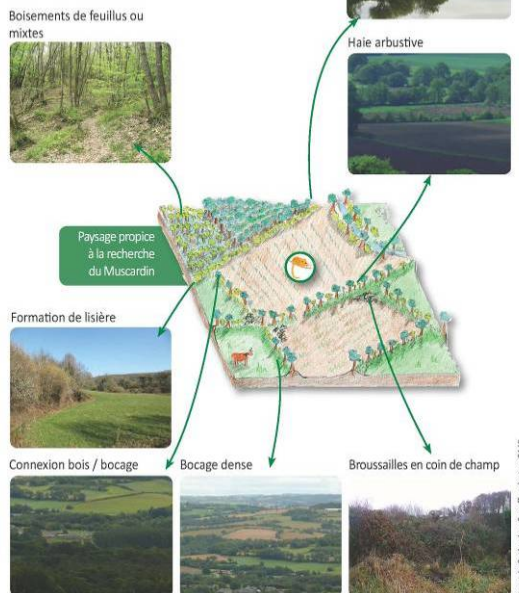 Boisements de feuillus ou
mixtes
Haie arbustive
Paysage propice
à la recherche
du Muscardin
Formation de lisière
Connexion bois / bocage
Bocage dense
Broussailles en coin de champ